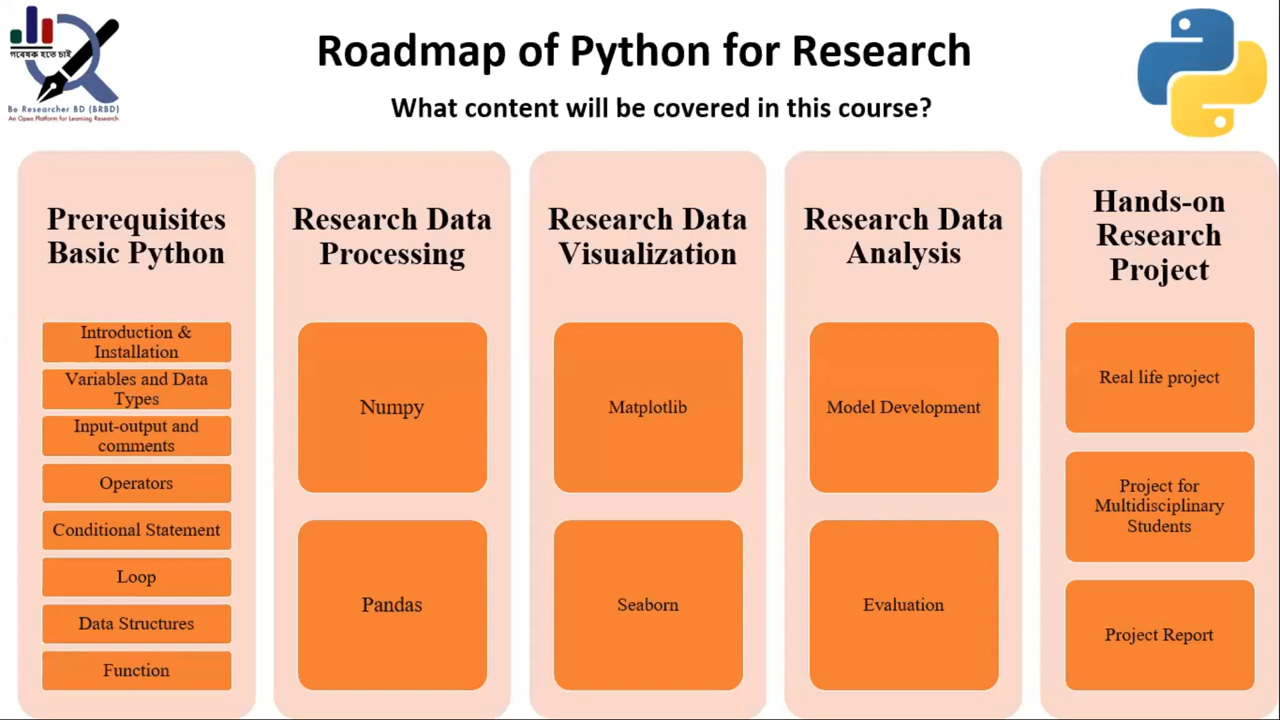 গবেষক হতে চাই
Be Researcher BD (BRBD)
An Open Platform for Learning Research
Roadmap of Python for Research
What content will be covered in this course?
Prerequisites
Basic Python
Introduction &
Installation
Variables and Data
Types
Input-output and
comments
Operators
Conditional Statement
Loop
Data Structures
Function
Research Data
Processing
Numpy
Pandas
Research Data
Visualization
Matplotlib
Seaborn
Research Data
Analysis
Model Development
Evaluation
Hands-on
Research
Project
Real life project
Project for
Multidisciplinary
Students
Project Report